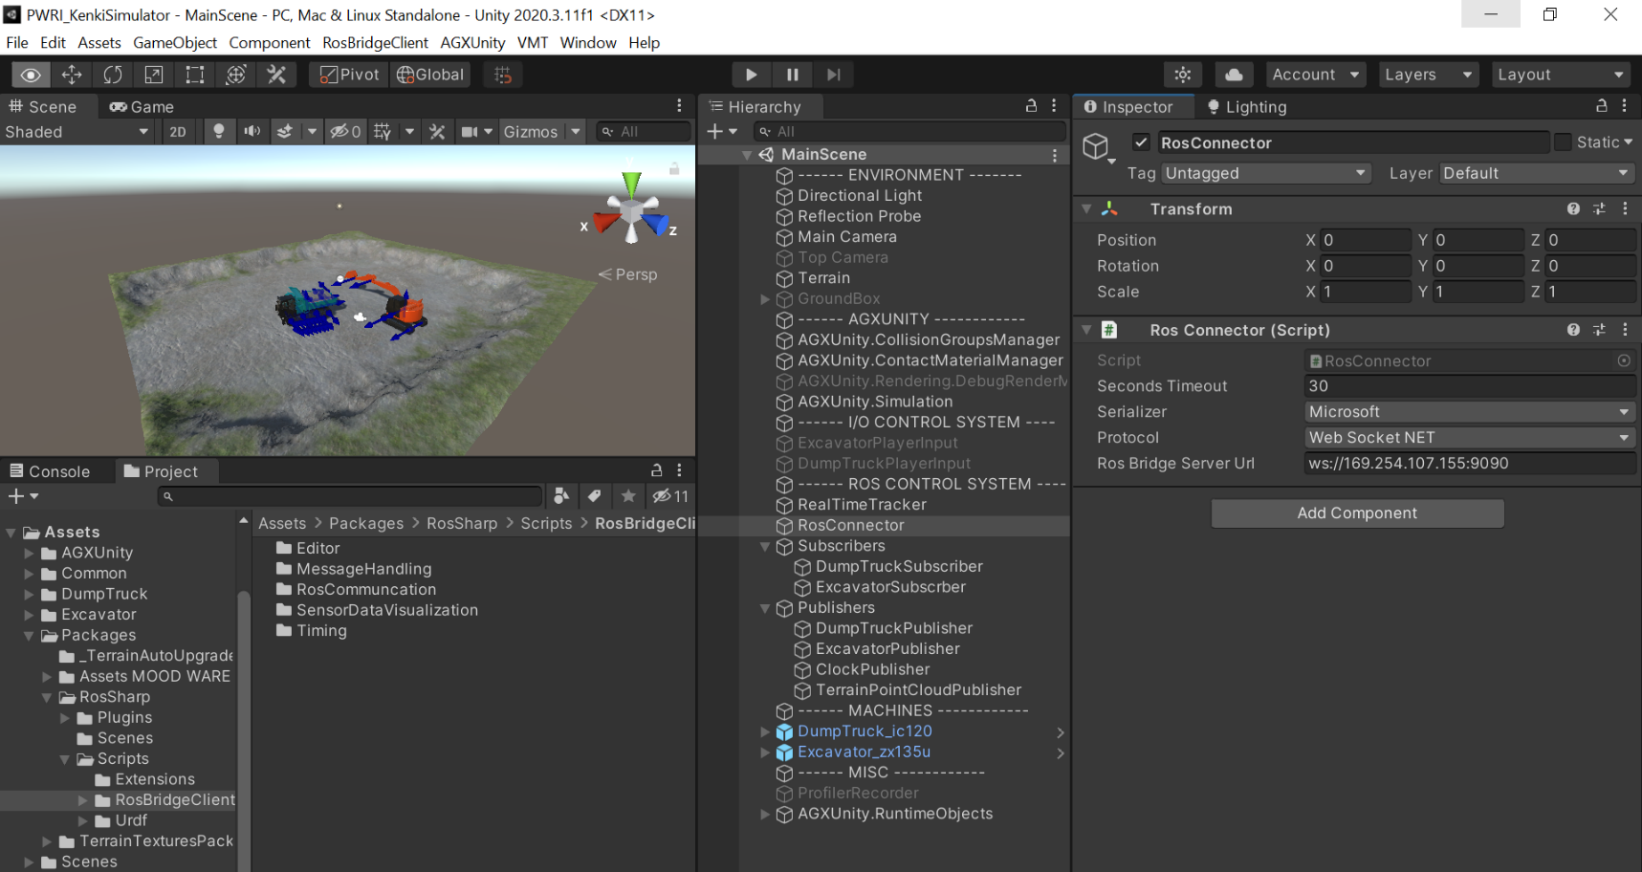 PWRI_KenkiSimulator - MainScene - PC, Mac & Linux Standalone - Unity 2020.3.11f1 <DX11>
File Edit Assets GameObject Component RosBridgeClient AGXUnity VMT Window Help
Pivot Global Account Layers Layout
Scene Game
Shaded 2D 0 Gizmos All
x z
Persp
Console Project
11
Assets
AGXUnity
Common
DumpTruck
Excavator
Packages
_TerrainAutoUpgrade
Assets MOOD WARE
RosSharp
Plugins
Scenes
Scripts
Extensions
RosBridgeClient
Urdf
TerrainTexturesPack
Scenes
Assets > Packages > RosSharp > Scripts > RosBridgeCli
Editor
MessageHandling
RosCommuncation
SensorDataVisualization
Timing
Hierarchy
All
MainScene
------ ENVIRONMENT -------
Directional Light
Reflection Probe
Main Camera
Top Camera
Terrain
GroundBox
------ AGXUNITY ------------
AGXUnity.CollisionGroupsManager
AGXUnity.ContactMaterialManager
AGXUnity.Rendering.DebugRenderM
AGXUnity.Simulation
------ I/O CONTROL SYSTEM ----
ExcavatorPlayerInput
DumpTruckPlayerInput
------ ROS CONTROL SYSTEM ----
RealTimeTracker
RosConnector
Subscribers
DumpTruckSubscriber
ExcavatorSubscrber
Publishers
DumpTruckPublisher
ExcavatorPublisher
ClockPublisher
TerrainPointCloudPublisher
------ MACHINES ------------
DumpTruck_ic120
Excavator_zx135u
------ MISC ------------
ProfilerRecorder
AGXUnity.RuntimeObjects
Inspector Lighting
RosConnector Static
Tag Untagged Layer Default
Transform
Position X 0 Y 0 Z 0
Rotation X 0 Y 0 Z 0
Scale X 1 Y 1 Z 1
Ros Connector (Script)
Script RosConnector
Seconds Timeout 30
Serializer Microsoft
Protocol Web Socket NET
Ros Bridge Server Url ws://169.254.107.155:9090
Add Component